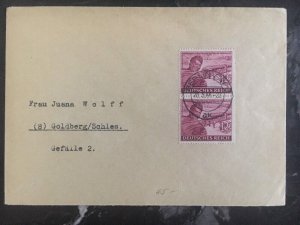 DEUTSCHES REICH
DEUTSCHES REICH
Frau Juana Wolff
(8) Goldberg/Schles.
Gefälle 2.